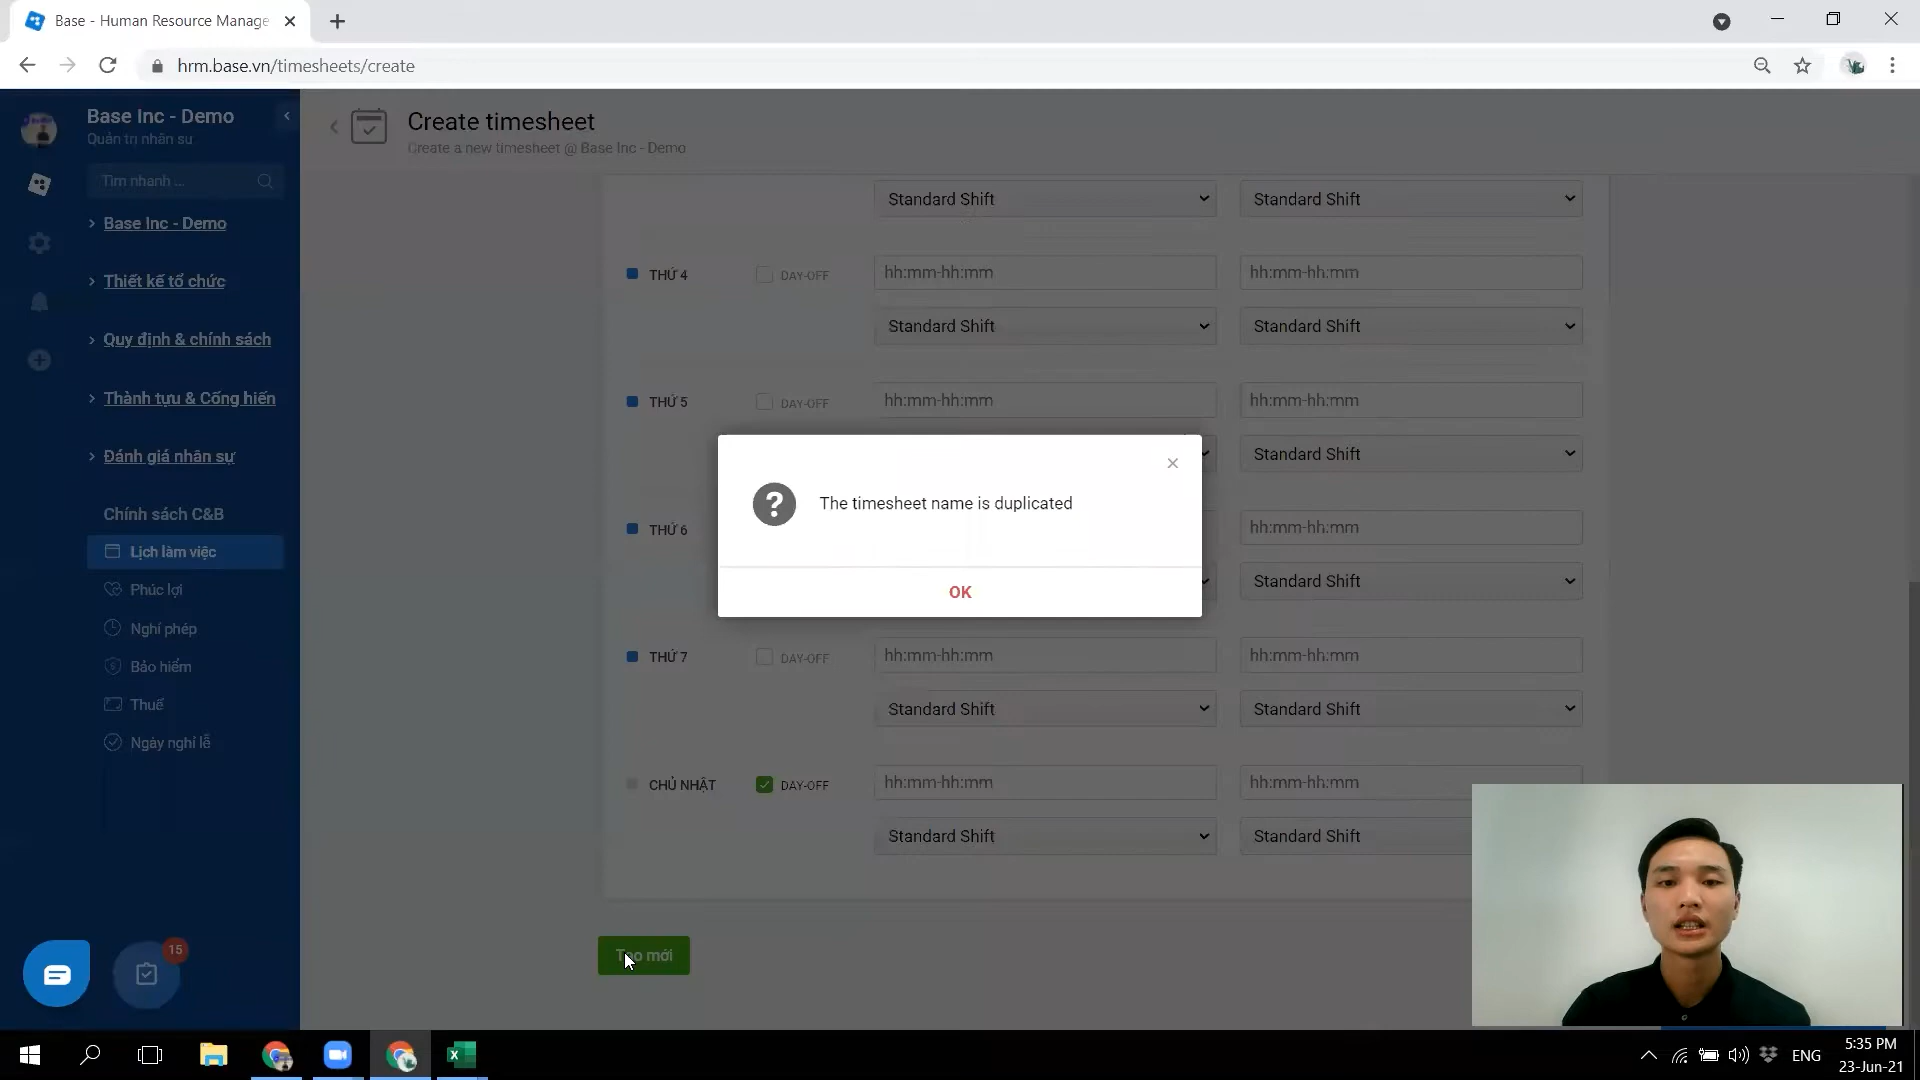 Base - Human Resource Manage
hrm.base.vn/timesheets/create
Base Inc - Demo
Quản trị nhân sự
Tìm nhanh ...
Base Inc - Demo
Thiết kế tổ chức
Quy định & chính sách
Thành tựu & Cống hiến
Đánh giá nhân sự
Chính sách C&B
Lịch làm việc
Phúc lợi
Nghỉ phép
Bảo hiểm
Thuế
Ngày nghỉ lễ
15
Create timesheet
Create a new timesheet @ Base Inc - Demo
Standard Shift Standard Shift
THỨ 4 DAY-OFF hh:mm-hh:mm hh:mm-hh:mm
Standard Shift Standard Shift
THỨ 5 DAY-OFF hh:mm-hh:mm hh:mm-hh:mm
Standard Shift
THỨ 6 hh:mm-hh:mm
Standard Shift
The timesheet name is duplicated
OK
THỨ 7 DAY-OFF hh:mm-hh:mm hh:mm-hh:mm
Standard Shift Standard Shift
CHỦ NHẬT DAY-OFF hh:mm-hh:mm hh:mm-hh:mm
Standard Shift Standard Shift
Tạo mới
ENG
5:35 PM
23-Jun-21